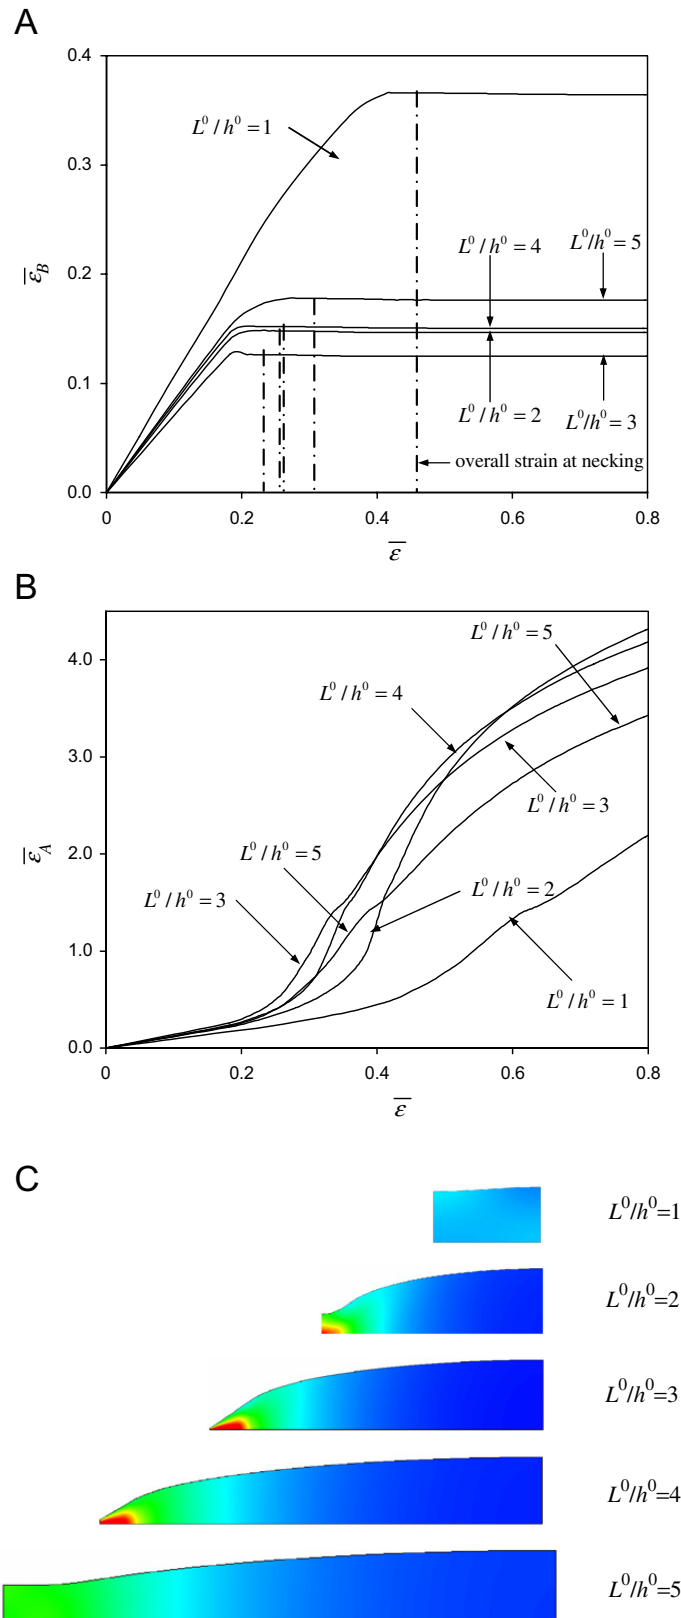 A
0.4
L⁰/h⁰=1
0.3
L⁰/h⁰=4
L⁰/h⁰=5
ε̅_B
0.2
0.1
L⁰/h⁰=2
L⁰/h⁰=3
overall strain at necking
0.0
0
0.2
0.4
0.6
0.8
ε̅
B
L⁰/h⁰=5
4.0
L⁰/h⁰=4
3.0
L⁰/h⁰=3
ε̅_A
2.0
L⁰/h⁰=5
L⁰/h⁰=3
L⁰/h⁰=2
1.0
L⁰/h⁰=1
0.0
0
0.2
0.4
0.6
0.8
ε̅
C
L⁰/h⁰=1
L⁰/h⁰=2
L⁰/h⁰=3
L⁰/h⁰=4
L⁰/h⁰=5